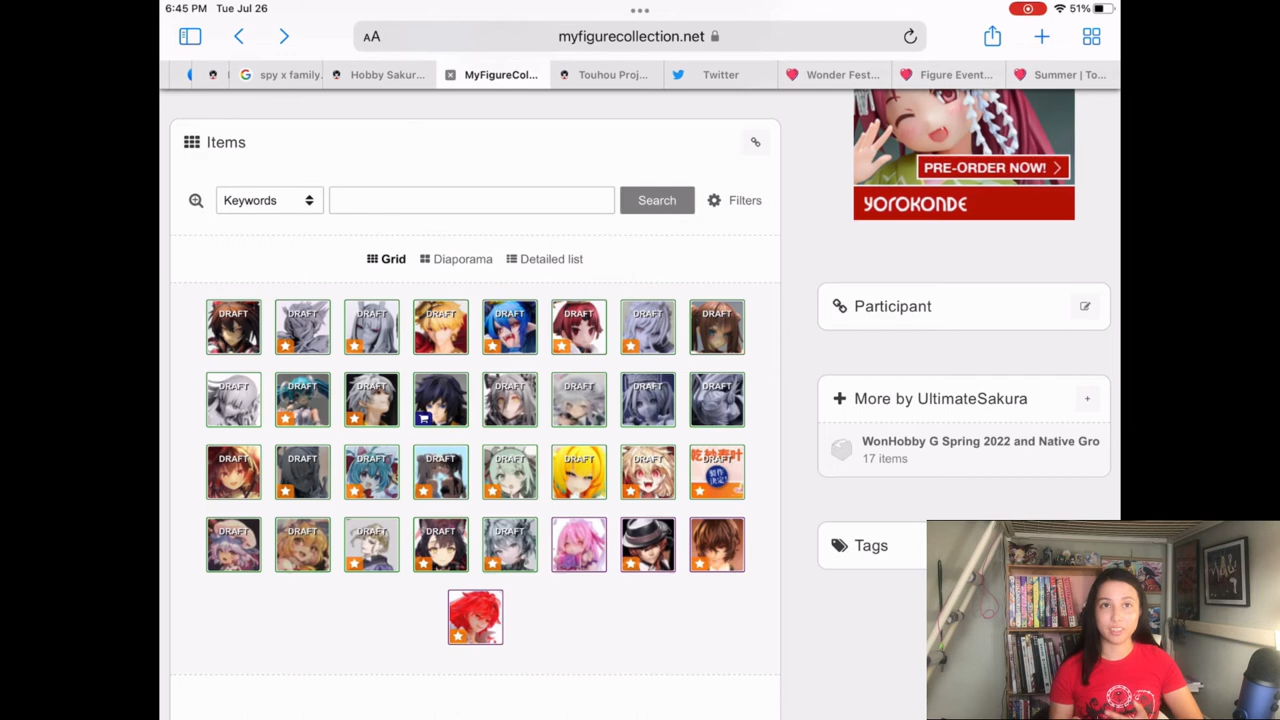 6:45 PM Tue Jul 26
51%
AA
myfigurecollection.net
spy x family
Hobby Sakur...
MyFigureCol...
Touhou Proj...
Twitter
Wonder Fest...
Figure Event...
Summer | To...
Items
Keywords
Search
Filters
Grid
Diaporama
Detailed list
DRAFT DRAFT DRAFT DRAFT DRAFT DRAFT DRAFT DRAFT
DRAFT DRAFT DRAFT DRAFT DRAFT DRAFT DRAFT DRAFT
DRAFT DRAFT DRAFT DRAFT DRAFT DRAFT DRAFT DRAFT
DRAFT DRAFT DRAFT DRAFT DRAFT
PRE-ORDER NOW! >
YOROKONDE
Participant
More by UltimateSakura
+
WonHobby G Spring 2022 and Native Gro
17 items
Tags